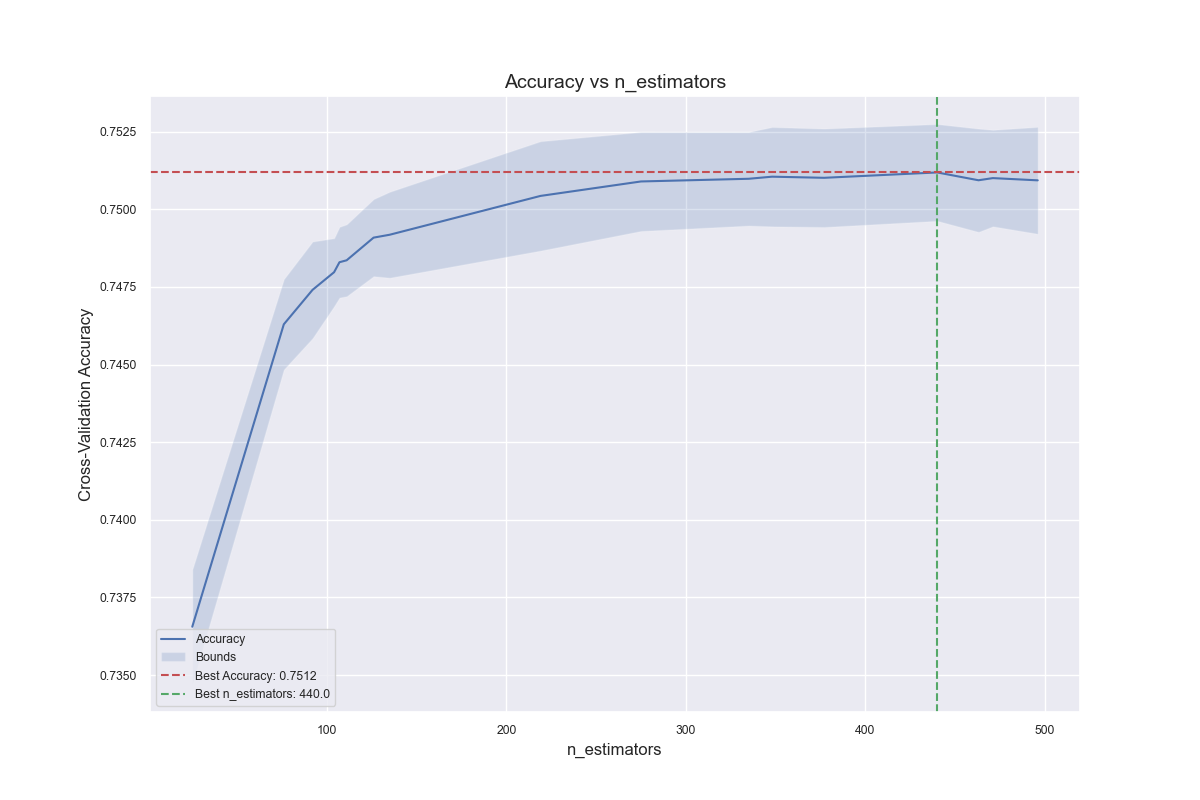 Accuracy vs n_estimators
0.7525
0.7500
0.7475
0.7450
0.7425
0.7400
0.7375
0.7350
Cross-Validation Accuracy
Accuracy
Bounds
Best Accuracy: 0.7512
Best n_estimators: 440.0
100 200 300 400 500
n_estimators